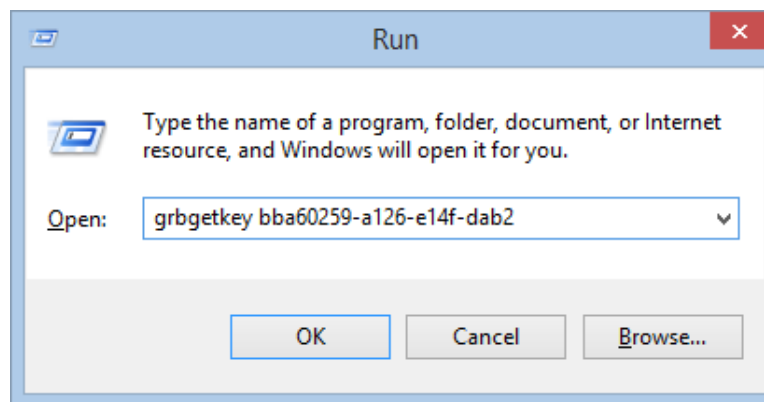 Run
Type the name of a program, folder, document, or Internet
resource, and Windows will open it for you.
Open: grbgetkey bba60259-a126-e14f-dab2
OK Cancel Browse...